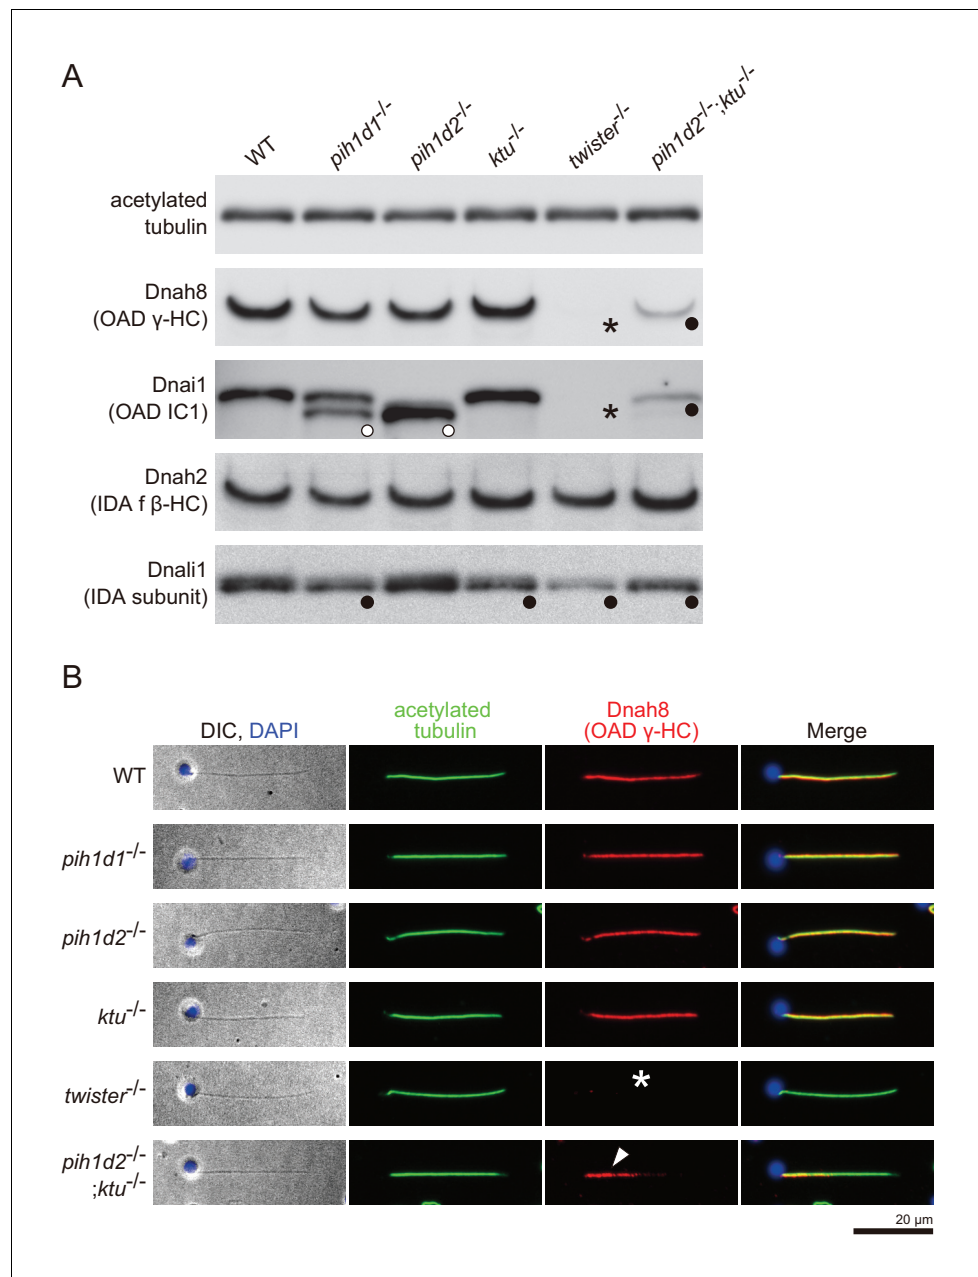 A
WT
pih1d1-/-
pih1d2-/-
ktu-/-
twister-/-
pih1d2-/-;ktu-/-
acetylated
tubulin
Dnah8
(OAD γ-HC)
*
Dnai1
(OAD IC1)
*
Dnah2
(IDA f β-HC)
Dnali1
(IDA subunit)
B
DIC, DAPI
acetylated
tubulin
Dnah8
(OAD γ-HC)
Merge
WT
pih1d1-/-
pih1d2-/-
ktu-/-
twister-/-
*
pih1d2-/-
;ktu-/-
20 µm